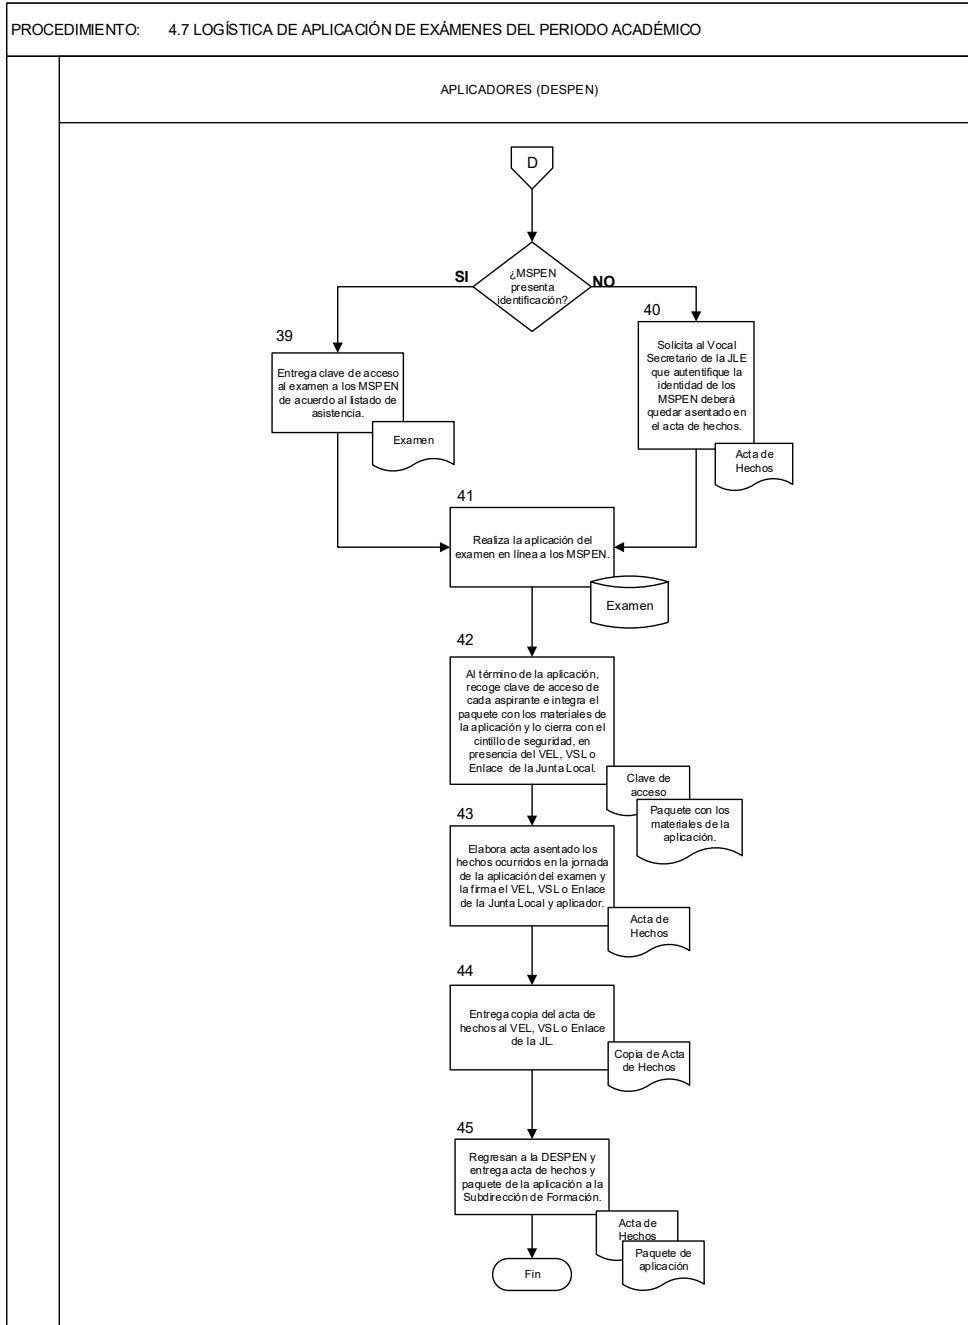 PROCEDIMIENTO: 4.7 LOGÍSTICA DE APLICACIÓN DE EXÁMENES DEL PERIODO ACADÉMICO
APLICADORES (DESPEN)
D
¿MSPEN
presenta
identificación?
SI
NO
39
Entrega clave de acceso
al examen a los MSPEN
de acuerdo al listado de
asistencia.
Examen
40
Solicita al Vocal
Secretario de la JLE
que autentifique la
identidad de los
MSPEN deberá
quedar asentado en
el acta de hechos.
Acta de
Hechos
41
Realiza la aplicación del
examen en línea a los MSPEN.
Examen
42
Al término de la aplicación,
recoge clave de acceso de
cada aspirante e integra el
paquete con los materiales de
la aplicación y lo cierra con el
cintillo de seguridad, en
presencia del VEL, VSL o
Enlace de la Junta Local.
Clave de
acceso
Paquete con los
materiales de la
aplicación.
43
Elabora acta asentado los
hechos ocurridos en la jornada
de la aplicación del examen y
la firma el VEL, VSL o Enlace
de la Junta Local y aplicador.
Acta de
Hechos
44
Entrega copia del acta de
hechos al VEL, VSL o Enlace
de la JL.
Copia de Acta
de Hechos
45
Regresan a la DESPEN y
entrega acta de hechos y
paquete de la aplicación a la
Subdirección de Formación.
Acta de
Hechos
Paquete de
aplicación
Fin